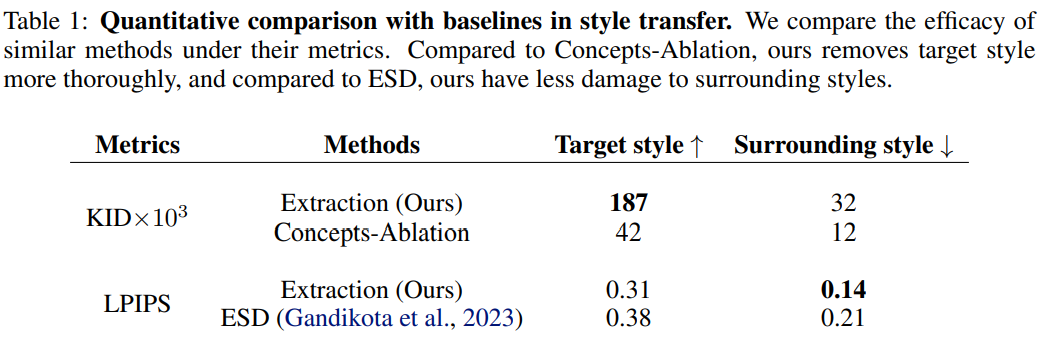 Table 1: Quantitative comparison with baselines in style transfer. We compare the efficacy of
similar methods under their metrics. Compared to Concepts-Ablation, ours removes target style
more thoroughly, and compared to ESD, ours have less damage to surrounding styles.
Metrics Methods Target style ↑ Surrounding style ↓
KID×10³
Extraction (Ours) 187 32
Concepts-Ablation 42 12
LPIPS
Extraction (Ours) 0.31 0.14
ESD (Gandikota et al., 2023) 0.38 0.21